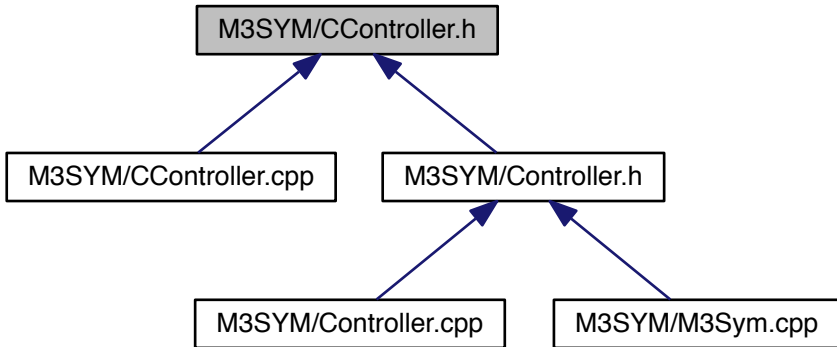 M3SYM/CController.h
M3SYM/CController.cpp
M3SYM/Controller.h
M3SYM/Controller.cpp
M3SYM/M3Sym.cpp